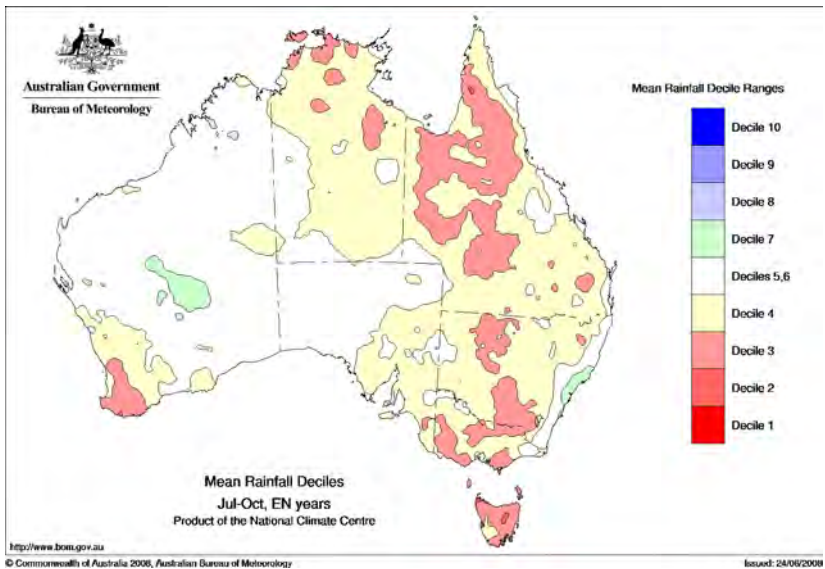 Australian Government
Bureau of Meteorology
Mean Rainfall Decile Ranges
Decile 10
Decile 9
Decile 8
Decile 7
Deciles 5,6
Decile 4
Decile 3
Decile 2
Decile 1
Mean Rainfall Deciles
Jul-Oct, EN years
Product of the National Climate Centre
http://www.bom.gov.au
© Commonwealth of Australia 2008, Australian Bureau of Meteorology
Issued: 24/06/2008